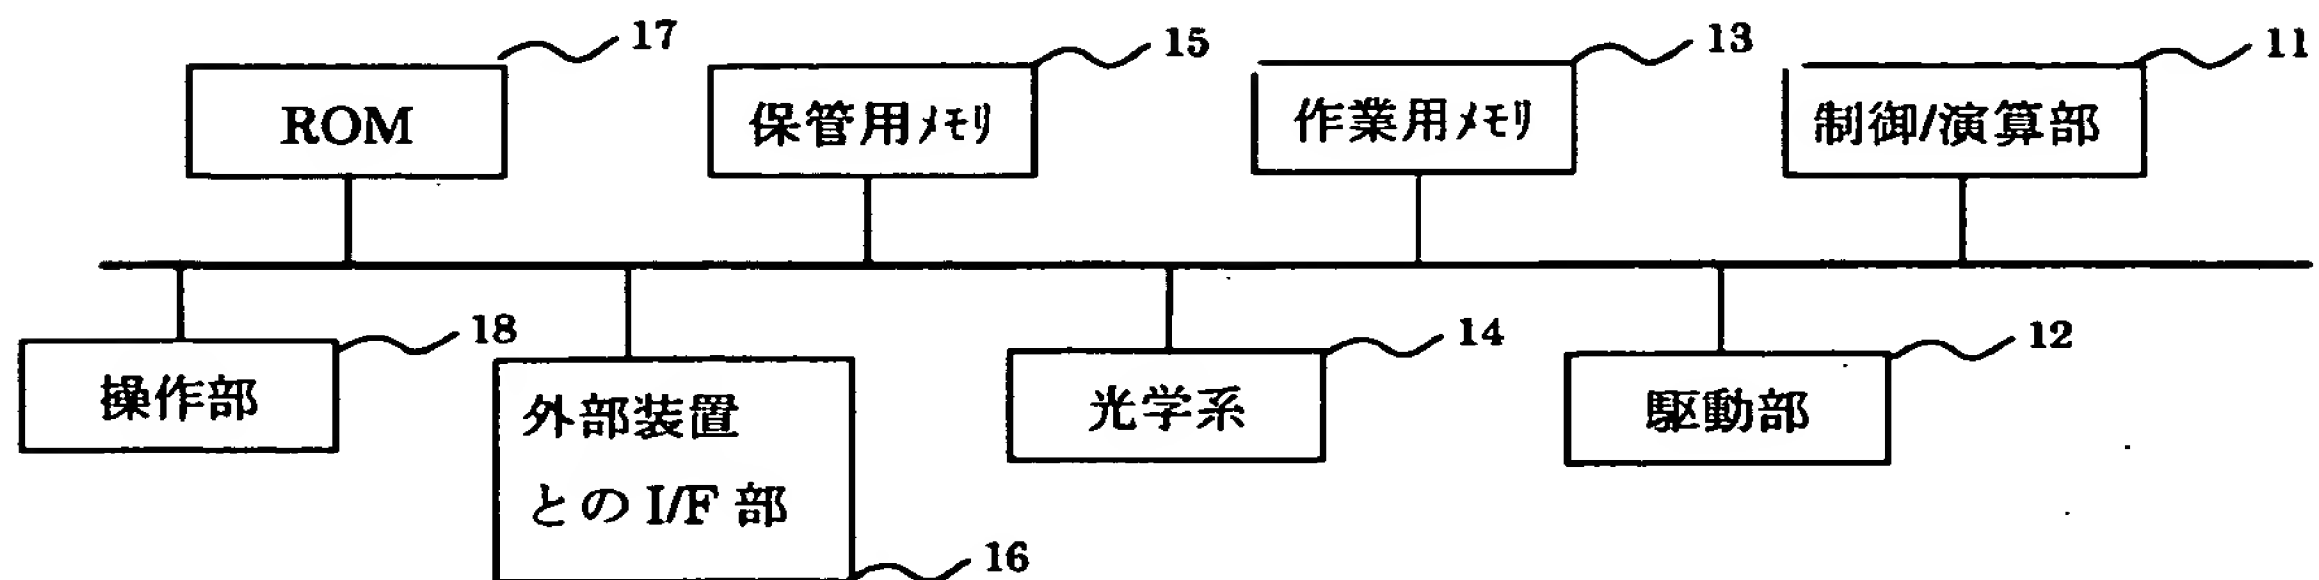 17
15
13
11
ROM
保管用ﾒﾓﾘ
作業用ﾒﾓﾘ
制御/演算部
18
14
12
操作部
外部装置
とのI/F 部
光学系
駆動部
16